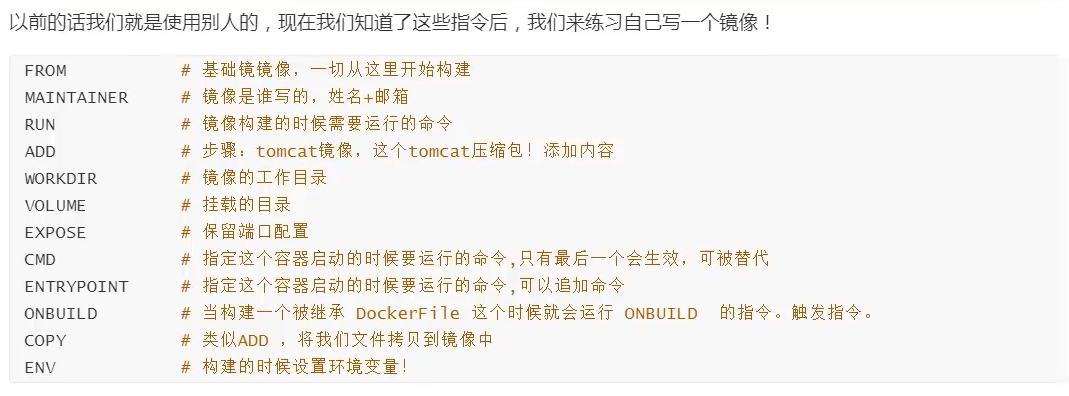 以前的话我们就是使用别人的，现在我们知道了这些指令后，我们来练习自己写一个镜像！
FROM # 基础镜镜像，一切从这里开始构建
MAINTAINER # 镜像是谁写的，姓名+邮箱
RUN # 镜像构建的时候需要运行的命令
ADD # 步骤：tomcat镜像，这个tomcat压缩包！添加内容
WORKDIR # 镜像的工作目录
VOLUME # 挂载的目录
EXPOSE # 保留端口配置
CMD # 指定这个容器启动的时候要运行的命令,只有最后一个会生效，可被替代
ENTRYPOINT # 指定这个容器启动的时候要运行的命令,可以追加命令
ONBUILD # 当构建一个被继承 DockerFile 这个时候就会运行 ONBUILD 的指令。触发指令。
COPY # 类似ADD ，将我们文件拷贝到镜像中
ENV # 构建的时候设置环境变量！